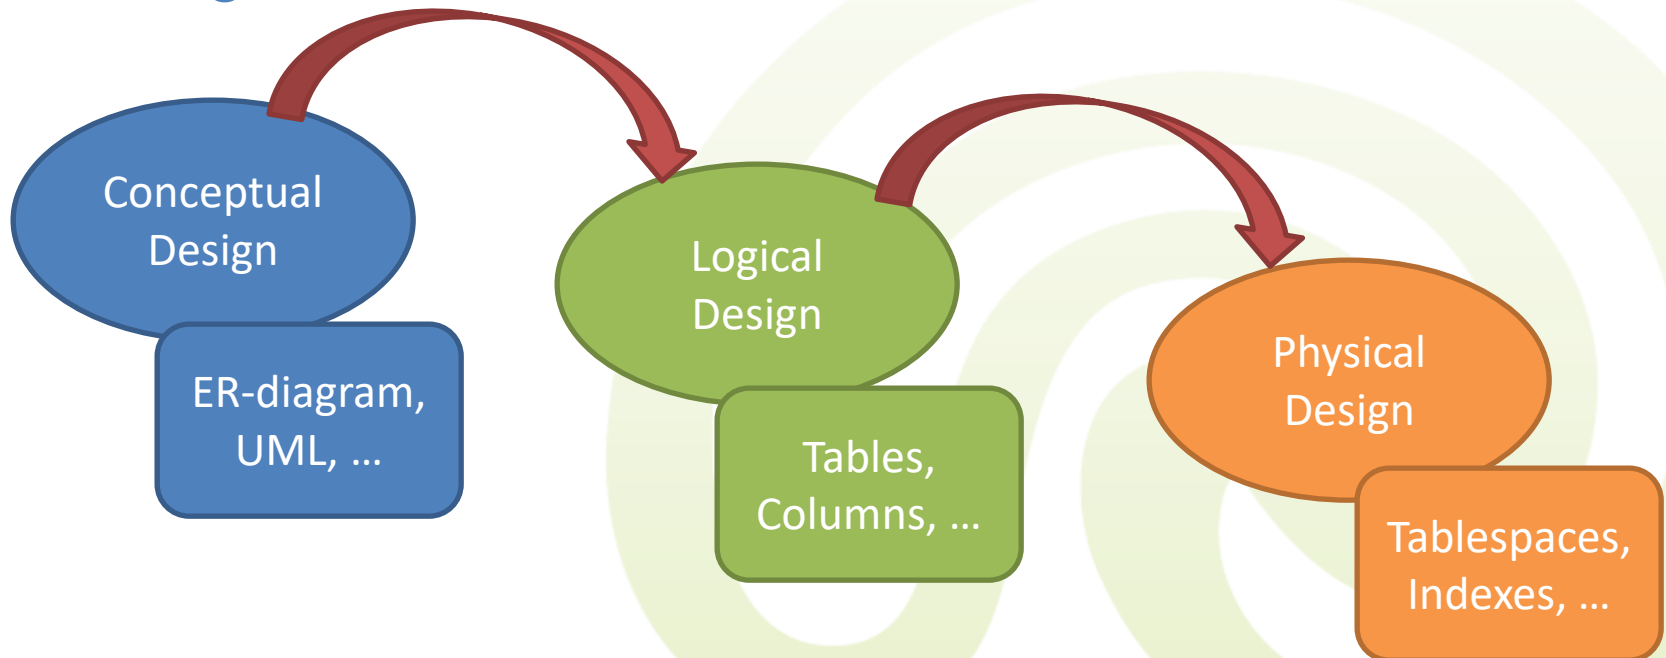 Conceptual
Design
ER-diagram,
UML, …
Logical
Design
Tables,
Columns, …
Physical
Design
Tablespaces,
Indexes, …